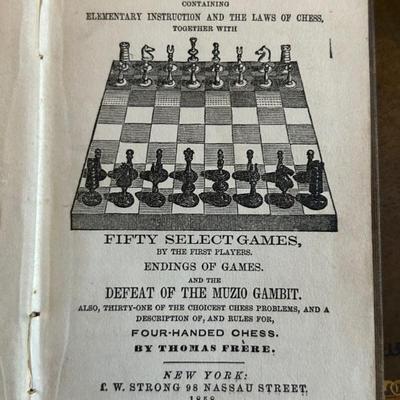 CONTAINING
ELEMENTARY INSTRUCTION AND THE LAWS OF CHESS,
TOGETHER WITH
FIFTY SELECT GAMES,
BY THE FIRST PLAYERS.
ENDINGS OF GAMES.
AND THE
DEFEAT OF THE MUZIO GAMBIT.
ALSO, THIRTY-ONE OF THE CHOICEST CHESS PROBLEMS, AND A
DESCRIPTION OF, AND RULES FOR,
FOUR-HANDED CHESS.
BY THOMAS FRÈRE.
NEW YORK:
W. STRONG 98 NASSAU STREET,
1858